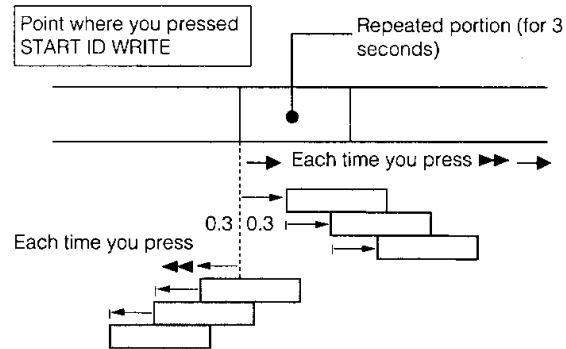 Point where you pressed
START ID WRITE
Repeated portion (for 3
seconds)
Each time you press ▶▶
0.3 0.3
Each time you press
◀◀